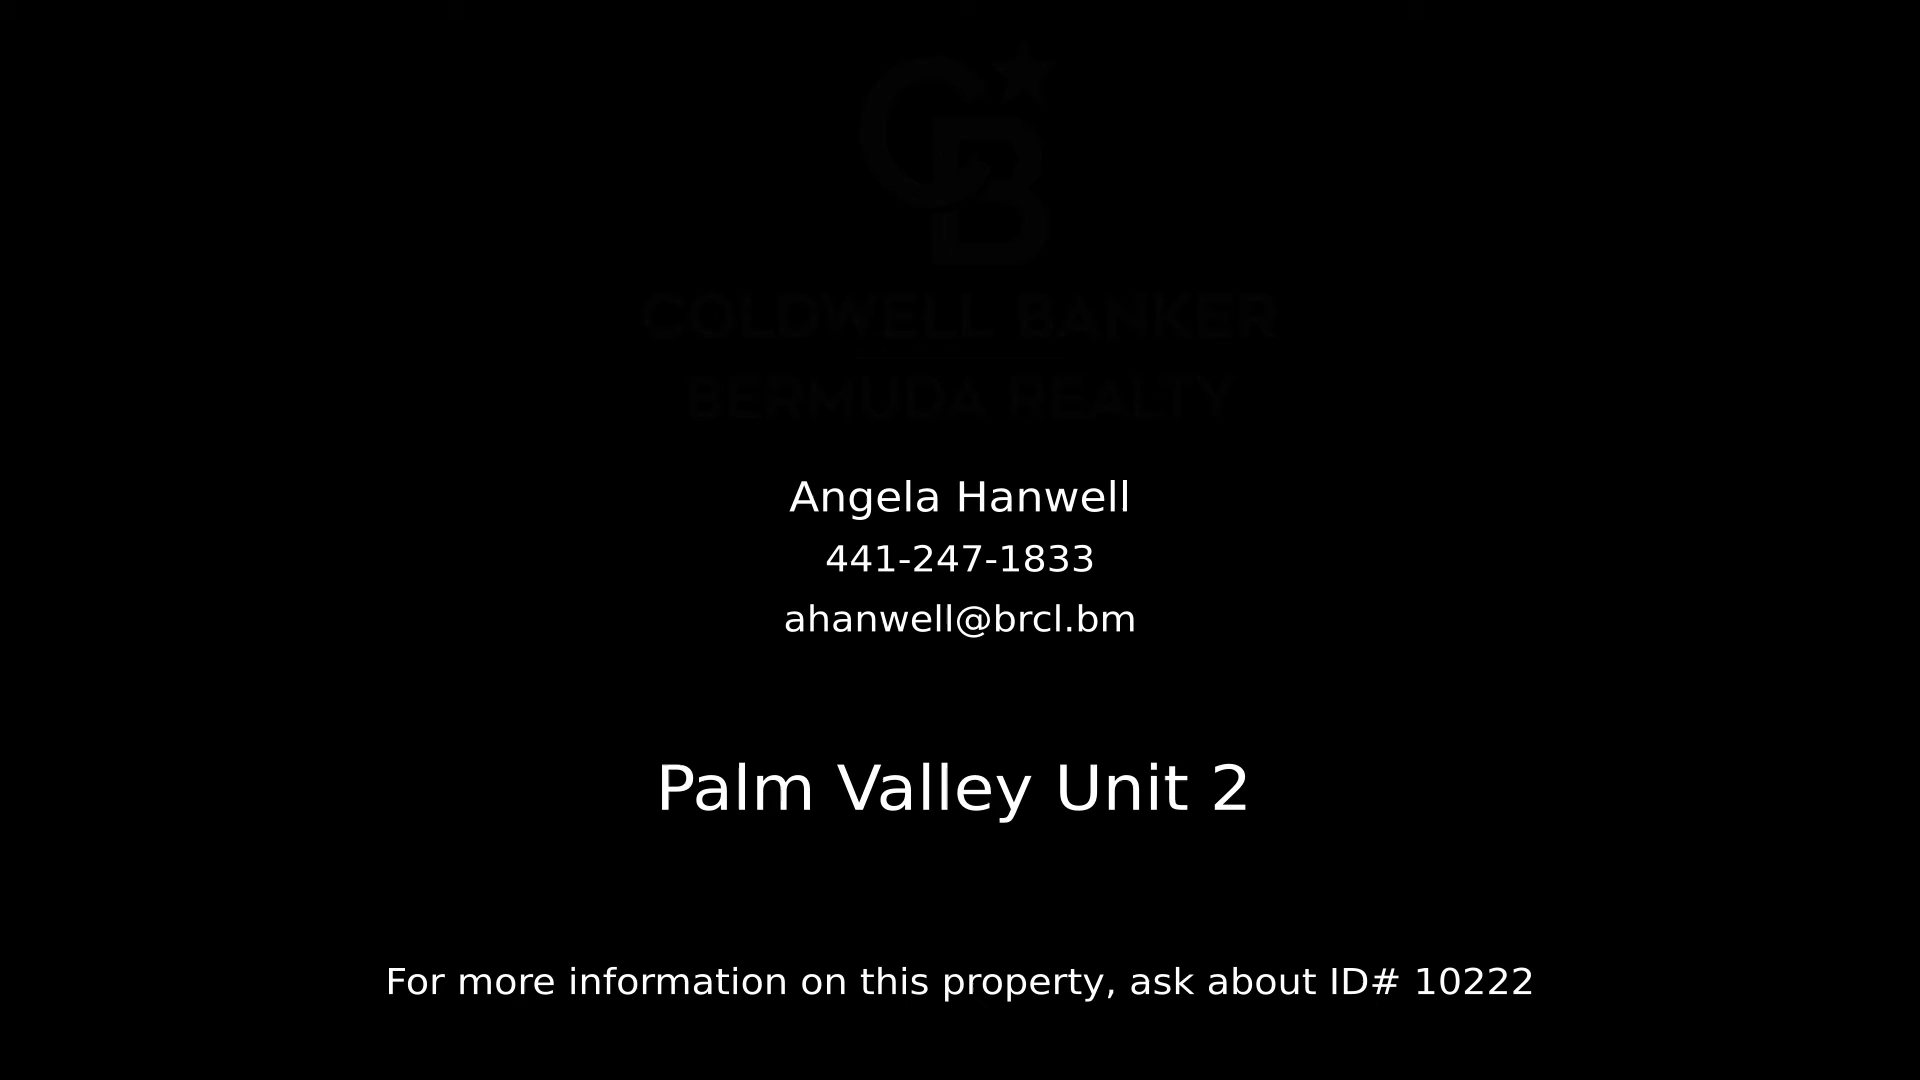 CB
COLDWELL BANKER
BERMUDA REALTY
Angela Hanwell
441-247-1833
ahanwell@brcl.bm
Palm Valley Unit 2
For more information on this property, ask about ID# 10222